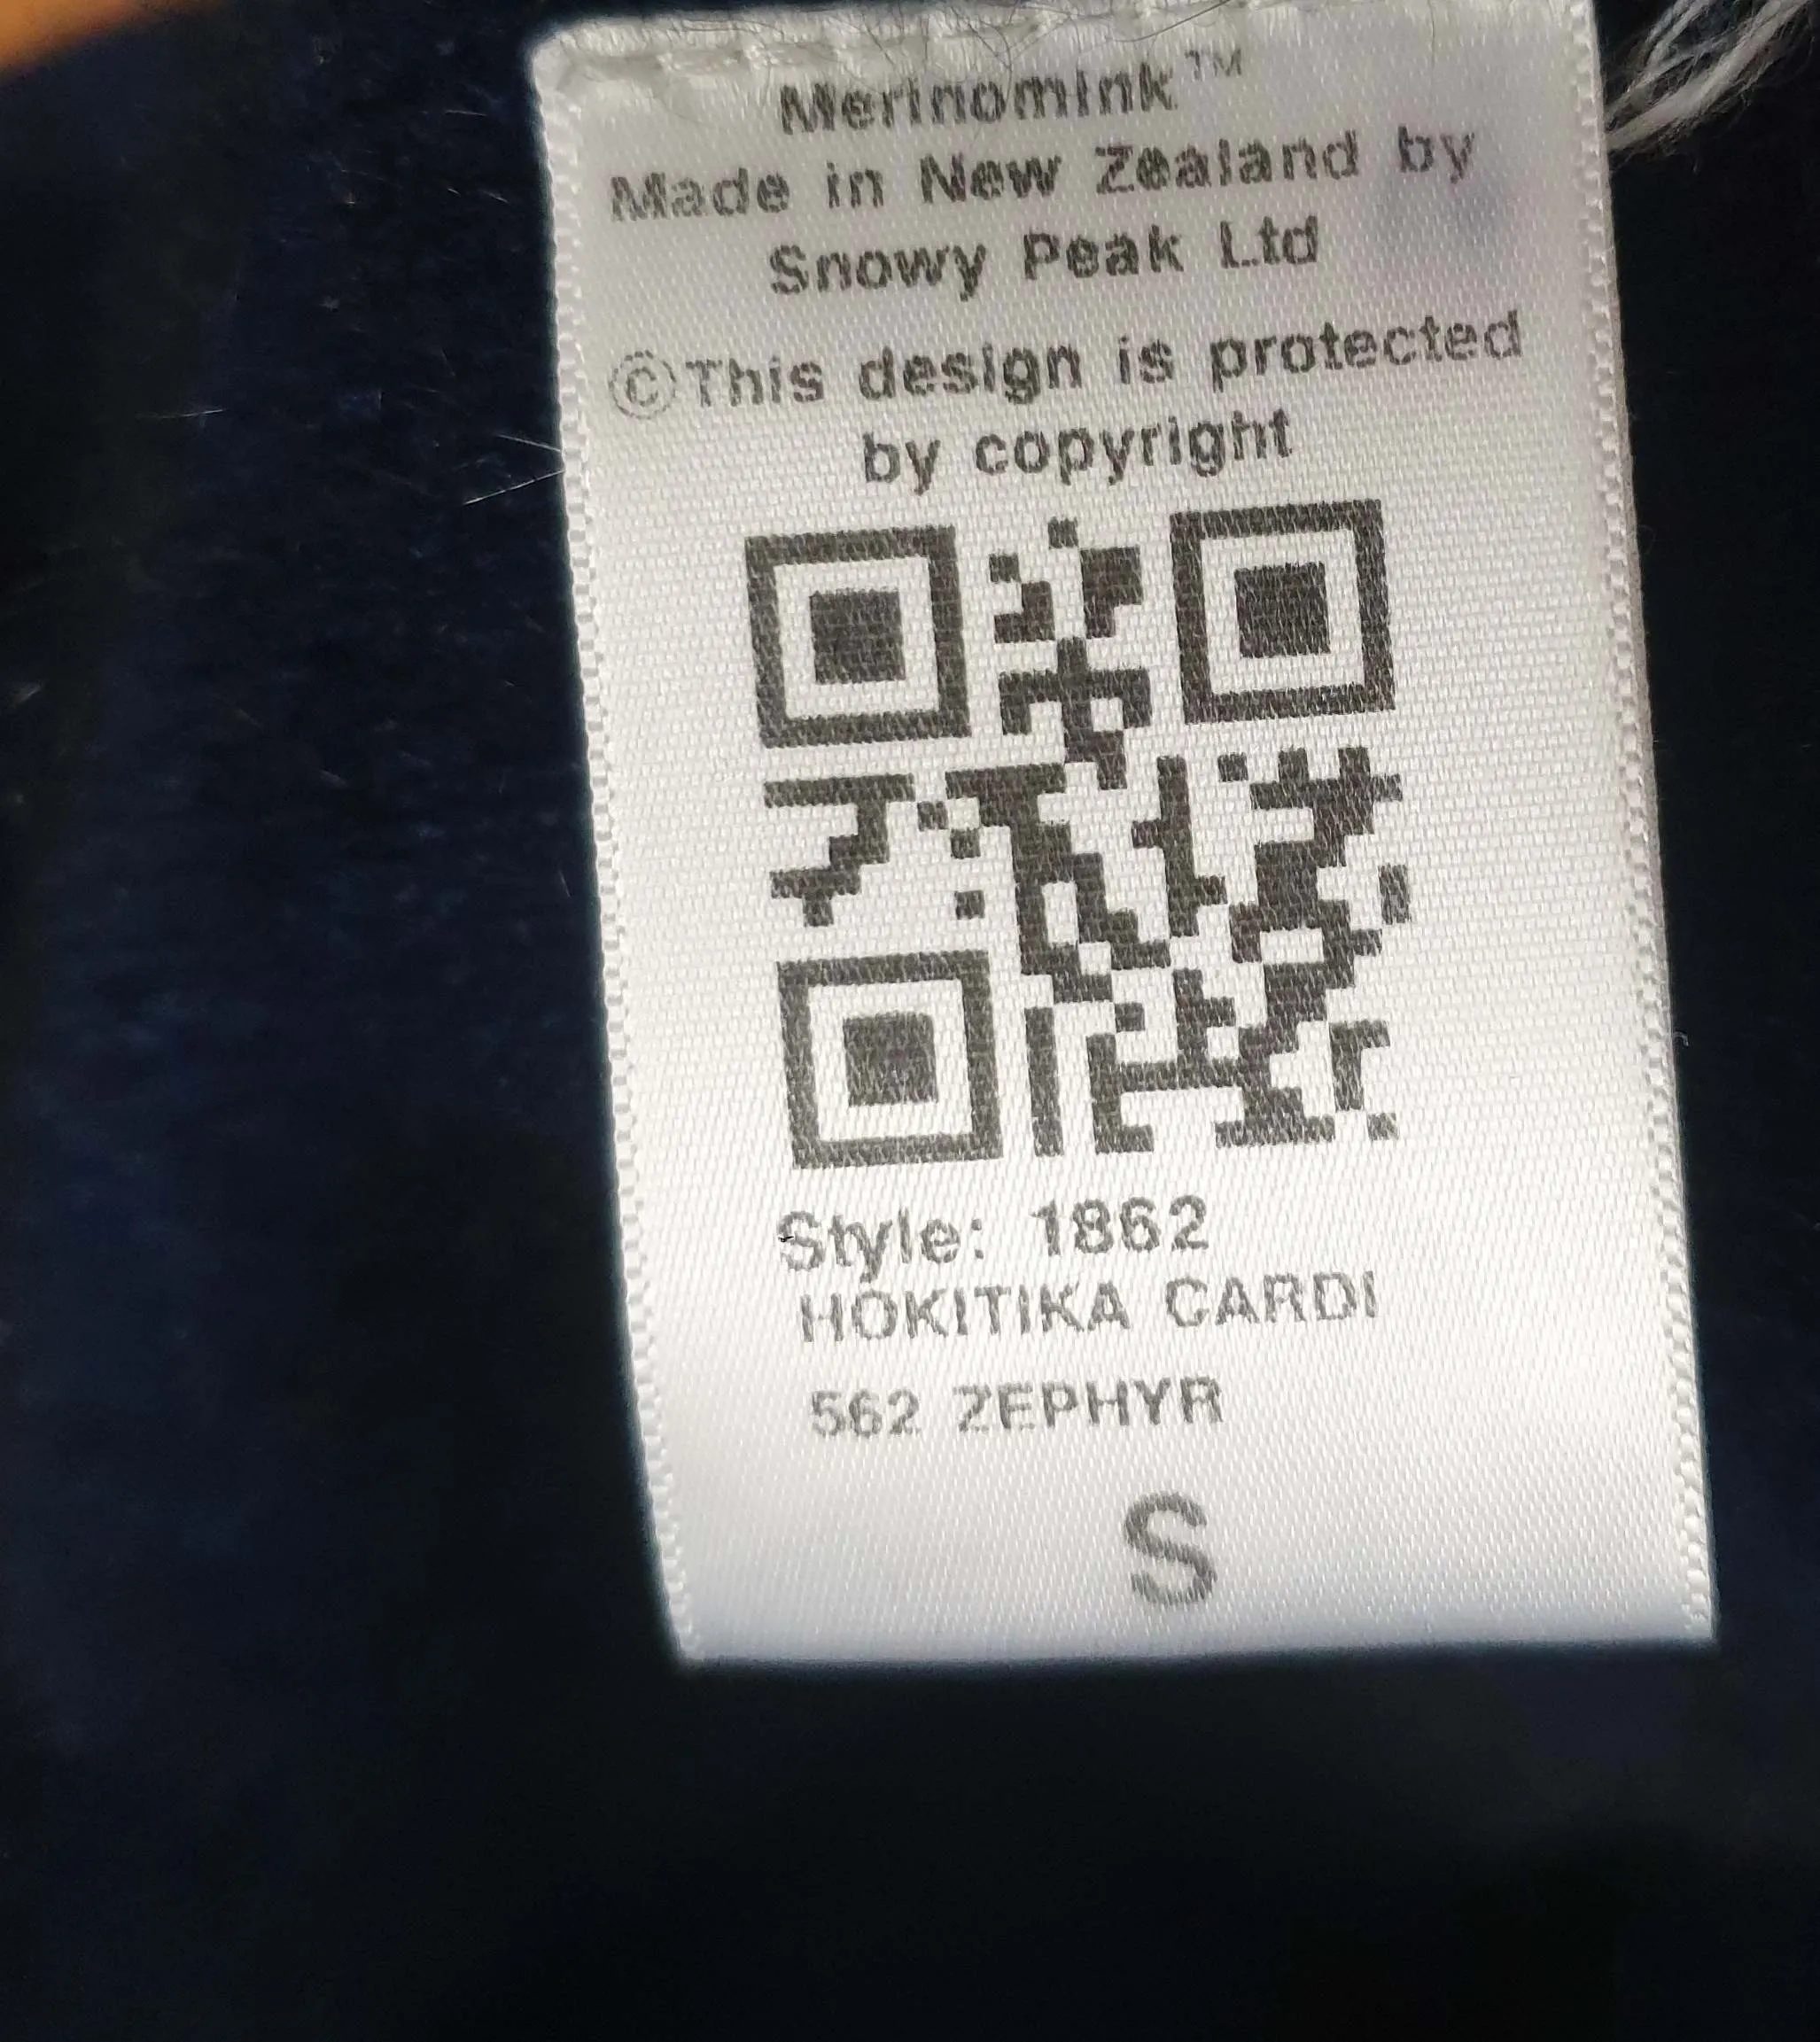 Merinomink™
Made in New Zealand by
Snowy Peak Ltd
©This design is protected
by copyright
Style: 1862
HOKITIKA CARDI
562 ZEPHYR
S